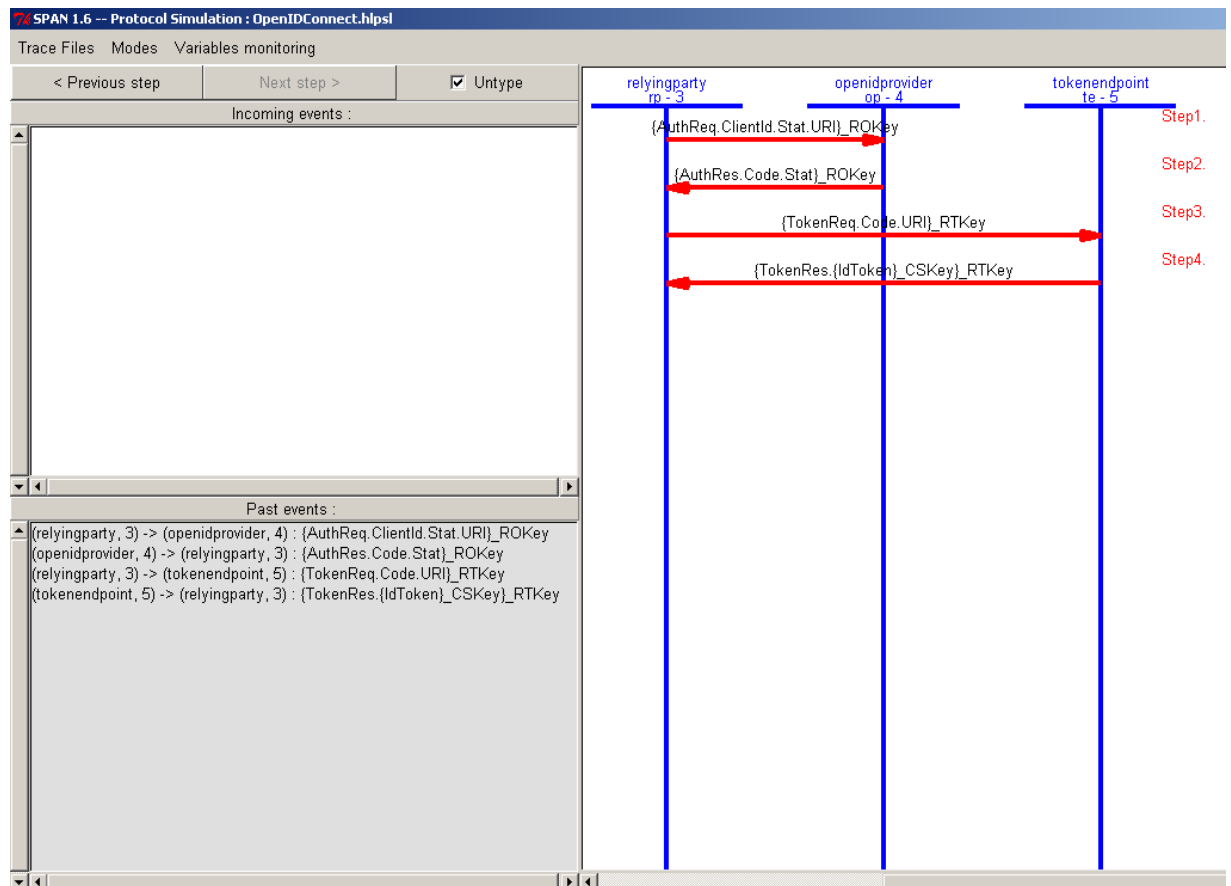 SPAN 1.6 -- Protocol Simulation : OpenIDConnect.hlpsl
Trace Files Modes Variables monitoring
< Previous step Next step > Untype
Incoming events :
Past events :
(relyingparty, 3) -> (openidprovider, 4) : {AuthReq.ClientId.Stat.URI}_ROKey
(openidprovider, 4) -> (relyingparty, 3) : {AuthRes.Code.Stat}_ROKey
(relyingparty, 3) -> (tokenendpoint, 5) : {TokenReq.Code.URI}_RTKey
(tokenendpoint, 5) -> (relyingparty, 3) : {TokenRes.{IdToken}_CSKey}_RTKey
relyingparty openidprovider tokenendpoint
rp - 3 op - 4 te - 5
Step1.
{AuthReq.ClientId.Stat.URI}_ROKey
Step2.
{AuthRes.Code.Stat}_ROKey
Step3.
{TokenReq.Code.URI}_RTKey
Step4.
{TokenRes.{IdToken}_CSKey}_RTKey